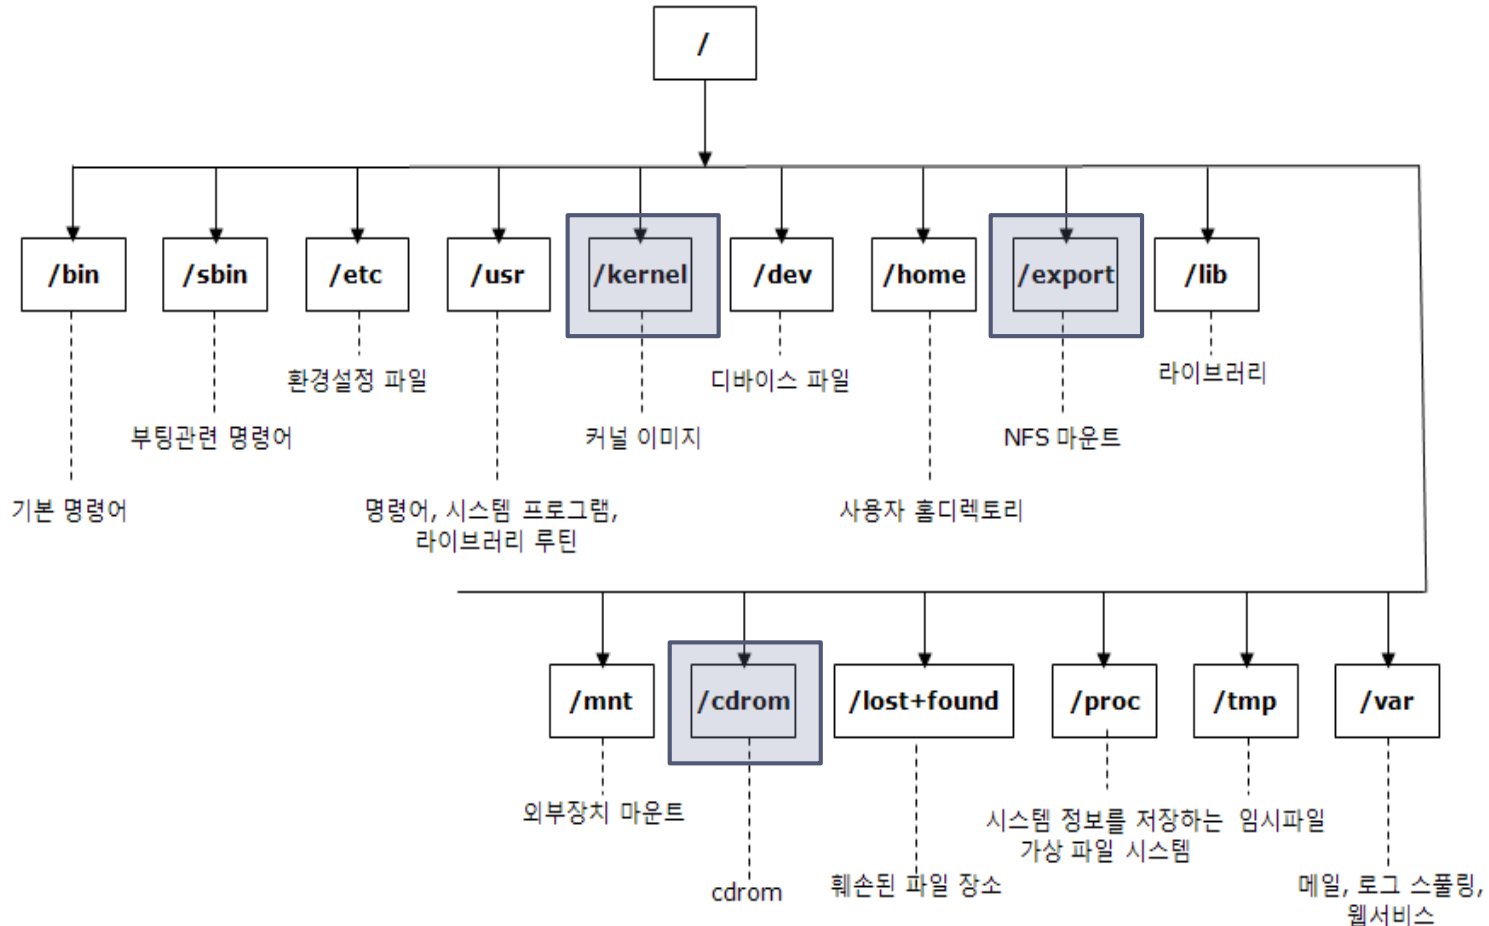 /
/bin
/sbin
/etc
/usr
/kernel
/dev
/home
/export
/lib
환경설정 파일
디바이스 파일
라이브러리
부팅관련 명령어
커널 이미지
NFS 마운트
기본 명령어
명령어, 시스템 프로그램,
라이브러리 루틴
사용자 홈디렉토리
/mnt
/cdrom
/lost+found
/proc
/tmp
/var
외부장치 마운트
시스템 정보를 저장하는
가상 파일 시스템
임시파일
cdrom
훼손된 파일 장소
메일, 로그 스풀링,
웹서비스